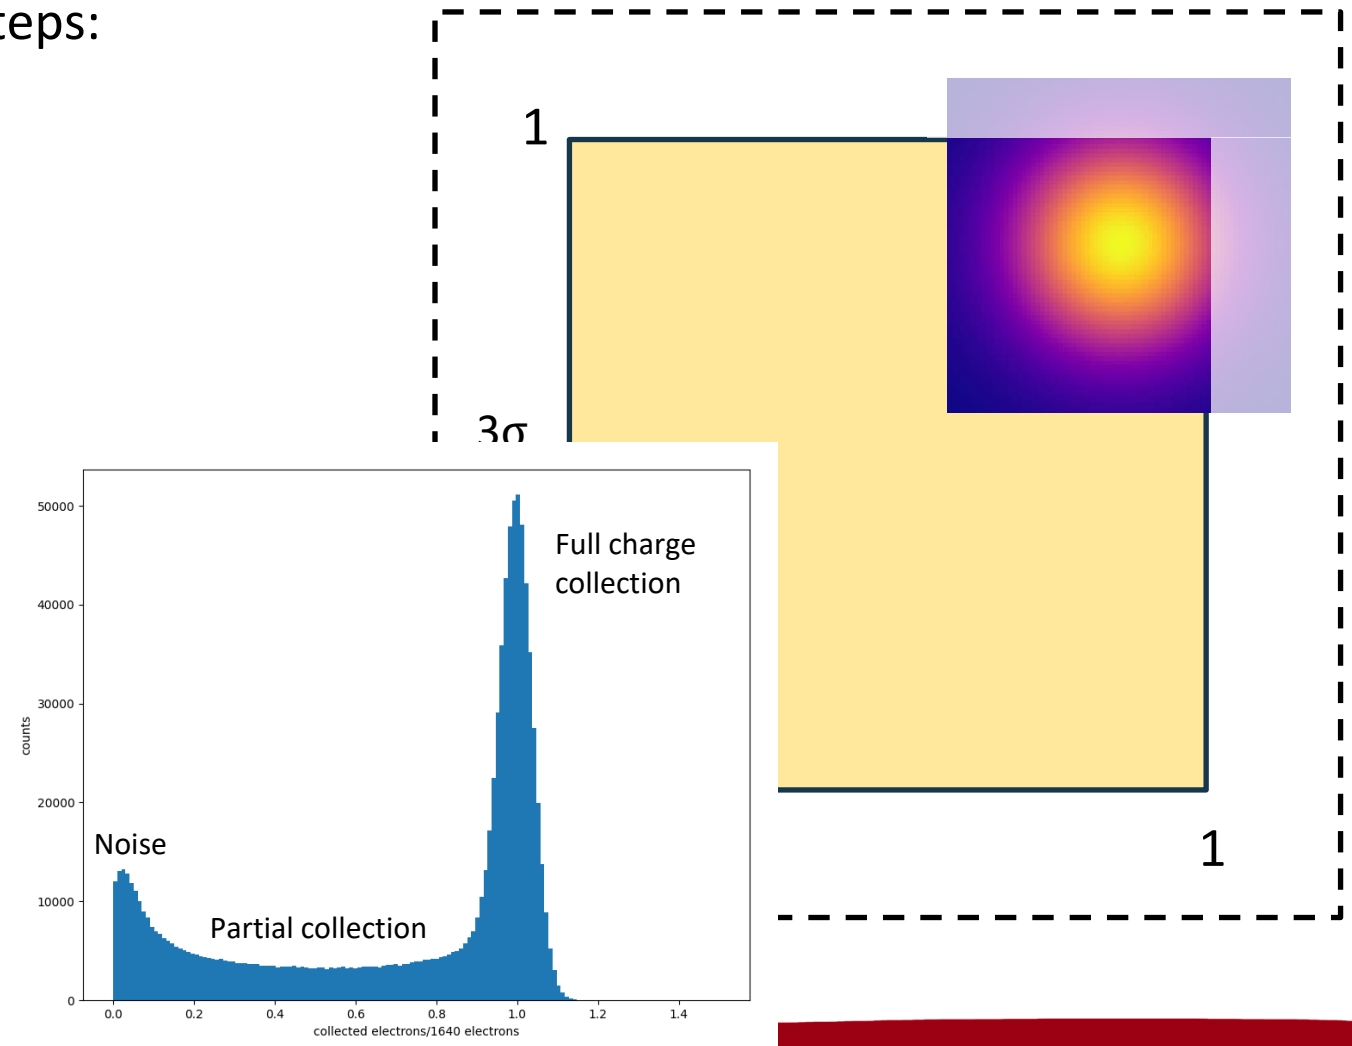 teps:
1
3σ
1
50000
40000
30000
20000
10000
0
counts
Full charge
collection
Noise
Partial collection
0.0 0.2 0.4 0.6 0.8 1.0 1.2 1.4
collected electrons/1640 electrons